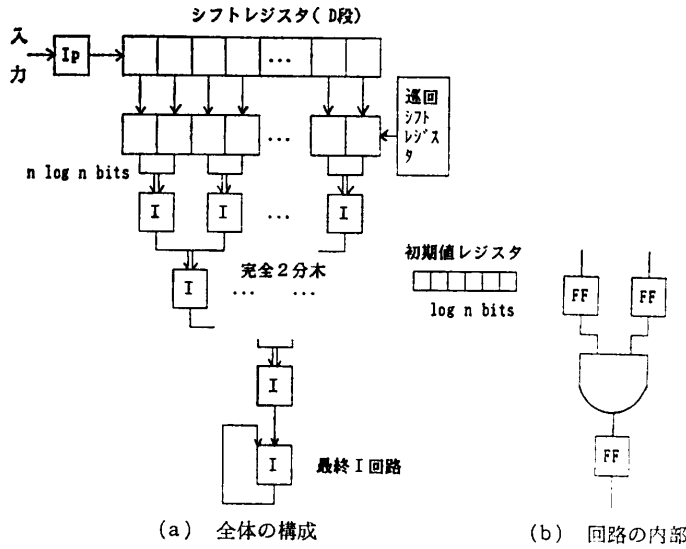 シフトレジスタ( D段)
入力
Ip
...
巡回シフトレジスタ
...
n log n bits
I
I
...
I
初期値レジスタ
完全2分木
I
... ...
log n bits
FF
FF
I
FF
I
最終I回路
(a) 全体の構成
(b) 回路の内部